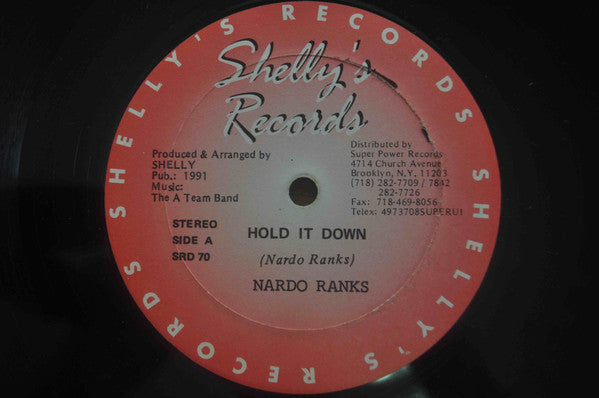 SHELLY'S RECORDS SHELLY'S RECORDS
Shelly's
Records
Produced & Arranged by
SHELLY
Pub.: 1991
Music:
The A Team Band
Distributed by
Super Power Records
4714 Church Avenue
Brooklyn, N.Y. 11203
(718) 282-7709 / 7842
282-7726
Fax: 718-469-8056
Telex: 4973708SUPERUI
STEREO
SIDE A
SRD 70
HOLD IT DOWN
(Nardo Ranks)
NARDO RANKS